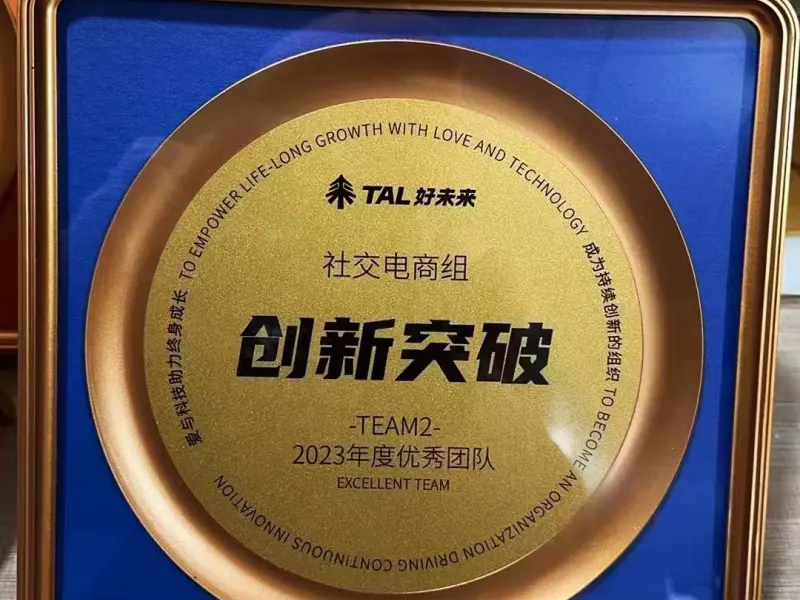 TAL 好未来
社交电商组
创新突破
-TEAM2-
2023年度优秀团队
EXCELLENT TEAM
爱与科技助力终身成长 TO EMPOWER LIFE-LONG GROWTH WITH LOVE AND TECHNOLOGY
成为持续创新的组织 TO BECOME AN ORGANIZATION DRIVING CONTINUOUS INNOVATION